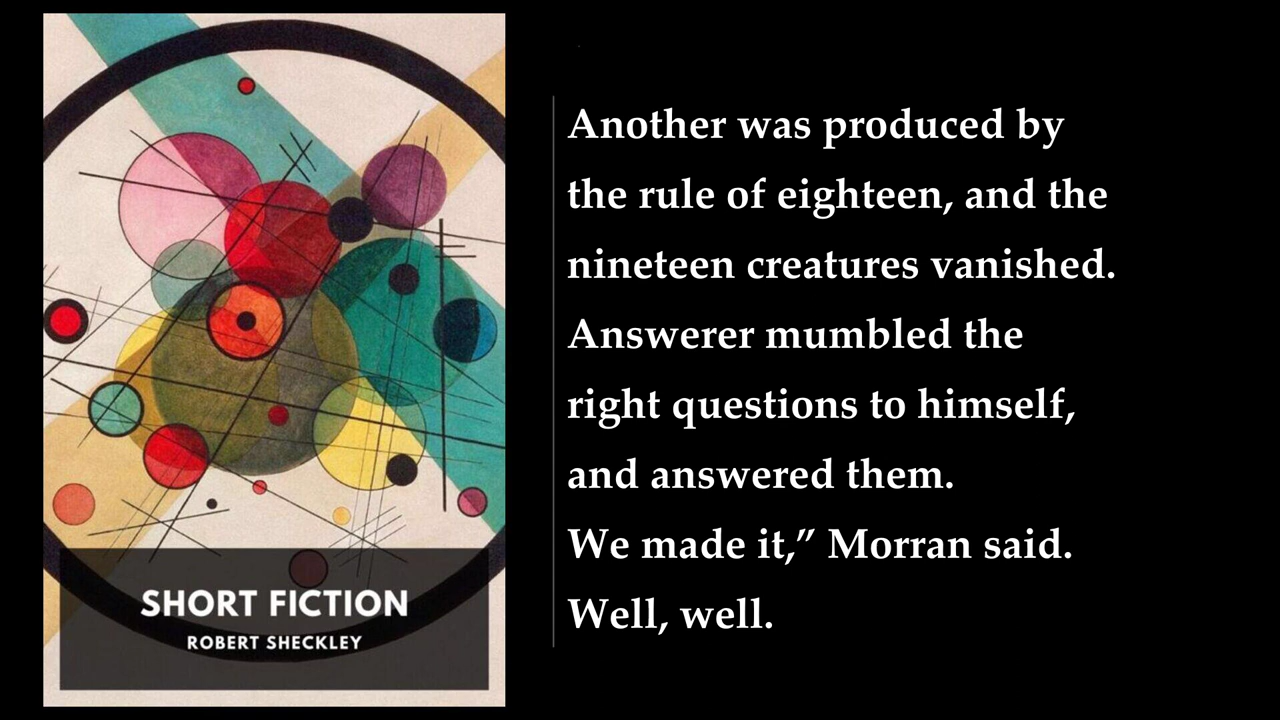 SHORT FICTION
ROBERT SHECKLEY
Another was produced by
the rule of eighteen, and the
nineteen creatures vanished.
Answerer mumbled the
right questions to himself,
and answered them.
We made it,” Morran said.
Well, well.